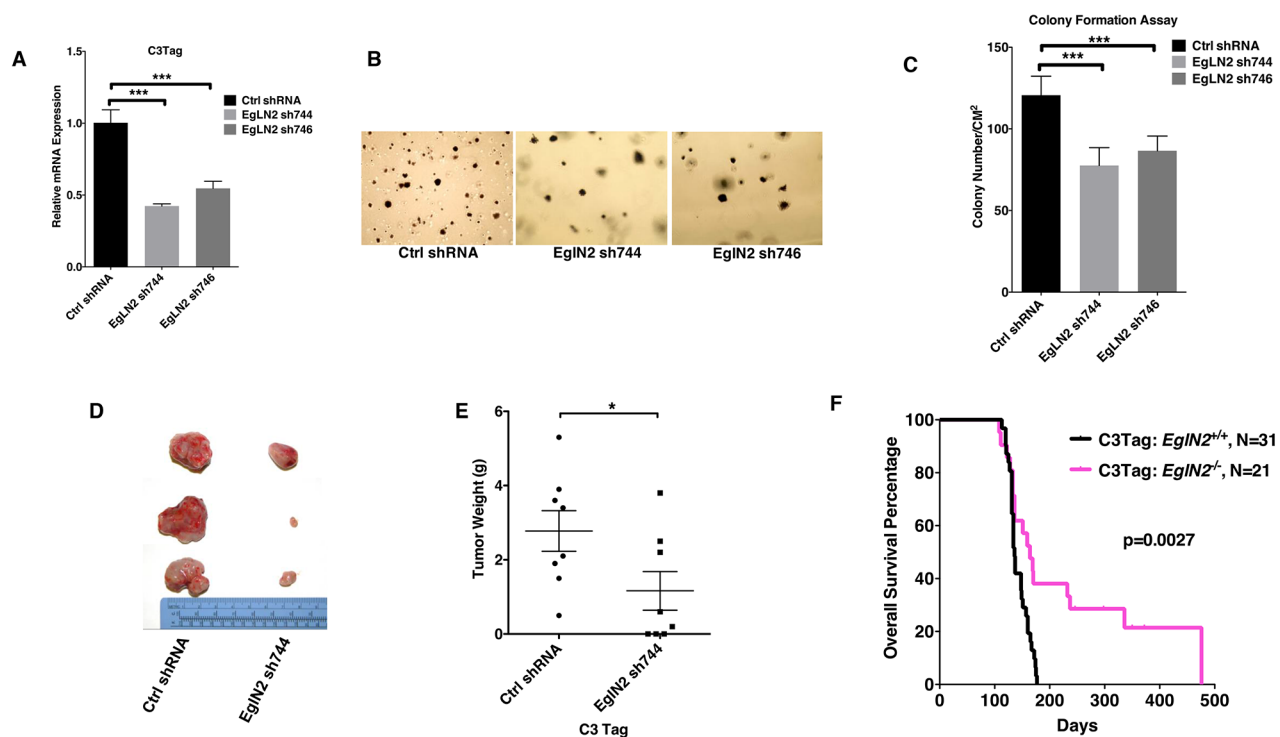 A
C3Tag
Relative mRNA Expression
1.5
1.0
0.5
0.0
***
***
Ctrl shRNA
EgLN2 sh744
EgLN2 sh746
Ctrl shRNA
EgLN2 sh744
EgLN2 sh746
B
Ctrl shRNA
EglN2 sh744
EglN2 sh746
C
Colony Formation Assay
Colony Number/CM²
150
100
50
0
***
***
Ctrl shRNA
EgLN2 sh744
EgLN2 sh746
Ctrl shRNA
EgLN2 sh744
EgLN2 sh746
D
Ctrl shRNA
EglN2 sh744
E
Tumor Weight (g)
6
4
2
0
*
Ctrl shRNA
EglN2 sh744
C3 Tag
F
Overall Survival Percentage
100
80
60
40
20
0
C3Tag: EglN2+/+, N=31
C3Tag: EglN2-/-, N=21
p=0.0027
0 100 200 300 400 500
Days